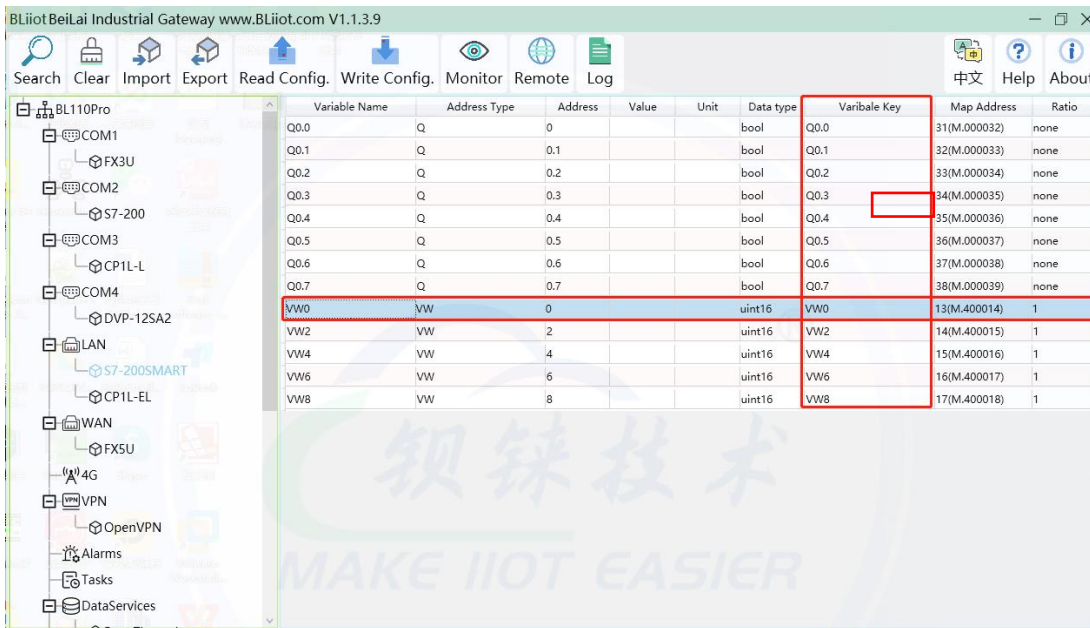 BLiiot BeiLai Industrial Gateway www.BLiiot.com V1.1.3.9
Search Clear Import Export Read Config. Write Config. Monitor Remote Log 中文 Help About
BL110Pro
COM1
FX3U
COM2
S7-200
COM3
CP1L-L
COM4
DVP-12SA2
LAN
S7-200SMART
CP1L-EL
WAN
FX5U
4G
VPN
OpenVPN
Alarms
Tasks
DataServices
Variable Name Address Type Address Value Unit Data type Varibale Key Map Address Ratio
Q0.0 Q 0 bool Q0.0 31(M.000032) none
Q0.1 Q 0.1 bool Q0.1 32(M.000033) none
Q0.2 Q 0.2 bool Q0.2 33(M.000034) none
Q0.3 Q 0.3 bool Q0.3 34(M.000035) none
Q0.4 Q 0.4 bool Q0.4 35(M.000036) none
Q0.5 Q 0.5 bool Q0.5 36(M.000037) none
Q0.6 Q 0.6 bool Q0.6 37(M.000038) none
Q0.7 Q 0.7 bool Q0.7 38(M.000039) none
VW0 VW 0 uint16 VW0 13(M.400014) 1
VW2 VW 2 uint16 VW2 14(M.400015) 1
VW4 VW 4 uint16 VW4 15(M.400016) 1
VW6 VW 6 uint16 VW6 16(M.400017) 1
VW8 VW 8 uint16 VW8 17(M.400018) 1
钡铼技术
MAKE IIOT EASIER